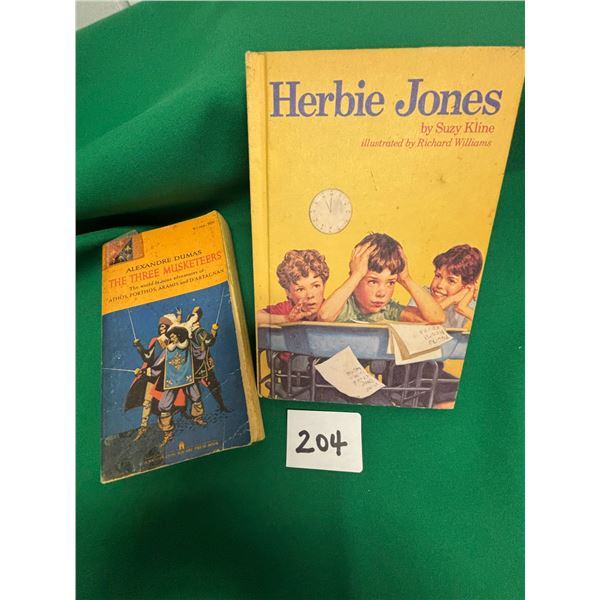 Herbie Jones
by Suzy Kline
illustrated by Richard Williams
ALEXANDRE DUMAS
THE THREE MUSKETEERS
The world famous adventures of
ATHOS, PORTHOS, ARAMIS and D'ARTAGNAN
204